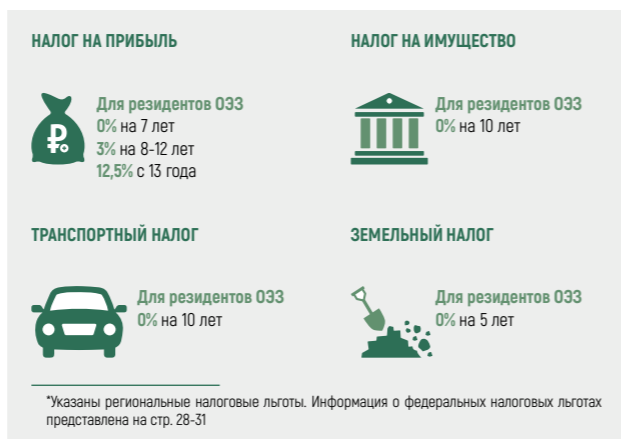 НАЛОГ НА ПРИБЫЛЬ
Для резидентов ОЭЗ
0% на 7 лет
3% на 8-12 лет
12,5% с 13 года
НАЛОГ НА ИМУЩЕСТВО
Для резидентов ОЭЗ
0% на 10 лет
ТРАНСПОРТНЫЙ НАЛОГ
Для резидентов ОЭЗ
0% на 10 лет
ЗЕМЕЛЬНЫЙ НАЛОГ
Для резидентов ОЭЗ
0% на 5 лет
*Указаны региональные налоговые льготы. Информация о федеральных налоговых льготах
представлена на стр. 28-31